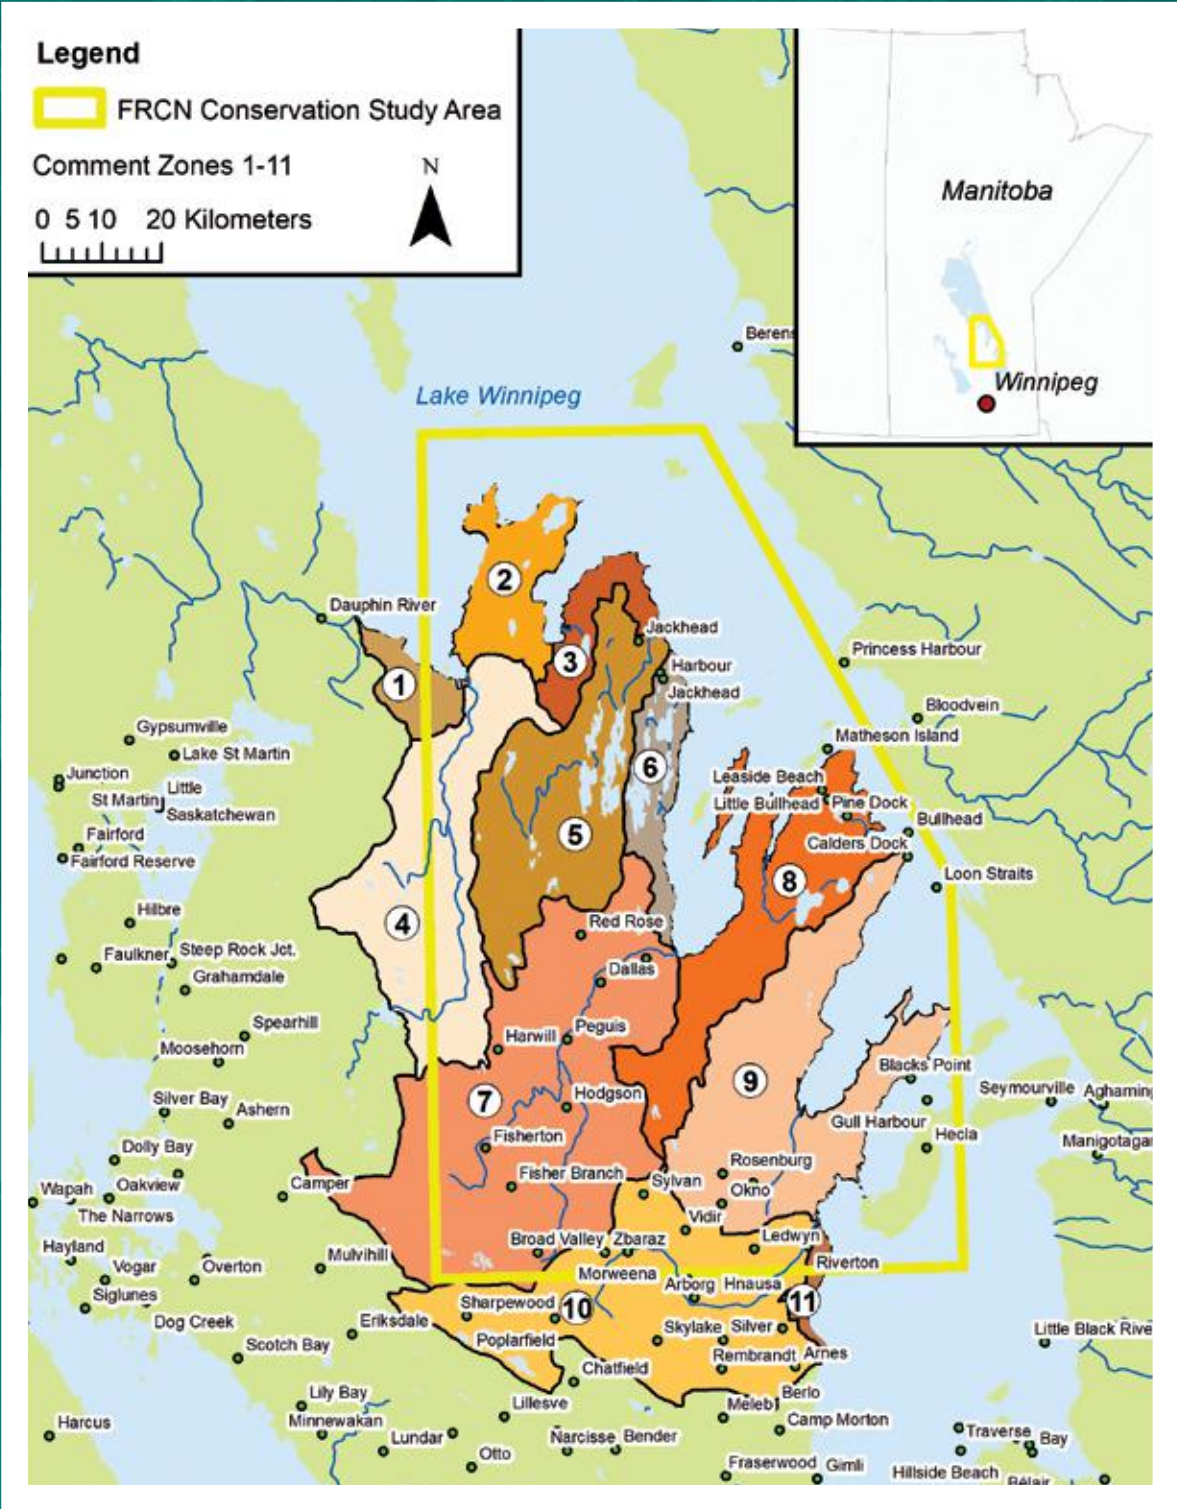 Legend
FRCN Conservation Study Area
Comment Zones 1-11
N
0 5 10 20 Kilometers
Manitoba
Winnipeg
Berens
Lake Winnipeg
2
Dauphin River
Jackhead
3
Princess Harbour
Harbour
1
Jackhead
Bloodvein
Gypsumville
Matheson Island
Lake St Martin
6
Junction
Leaside Beach
Little
St Martin
Little Bullhead
Pine Dock
Saskatchewan
Bullhead
Fairford
5
Calders Dock
Fairford Reserve
Loon Straits
8
Hilbre
4
Red Rose
Faulkner
Steep Rock Jct.
Dallas
Grahamdale
Spearhill
Peguis
Harwill
Moosehorn
Blacks Point
9
Seymourville
Aghaming
Silver Bay
7
Hodgson
Ashern
Gull Harbour
Fisherton
Hecla
Dolly Bay
Manigotaga
Rosenburg
Fisher Branch
Camper
Sylvan
Oakview
Okno
Wapah
The Narrows
Vidir
Hayland
Broad Valley
Zbaraz
Ledwyn
Mulvihill
Vogar
Overton
Riverton
Morweena
Arborg
Hnausa
Siglunes
Sharpewood
10
11
Dog Creek
Eriksdale
Skylake
Silver
Little Black Rive
Scotch Bay
Poplarfield
Rembrandt
Arnes
Chatfield
Lily Bay
Berlo
Lillesve
Meleb
Minnewakan
Camp Morton
Harcus
Lundar
Narcisse
Bender
Traverse
Bay
Otto
Fraserwood
Gimli
Hillside Beach
Belair